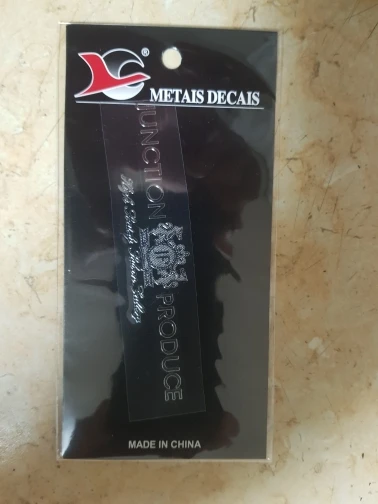 ®
METAIS DECAIS
JUNCTION PRODUCE
MADE IN CHINA